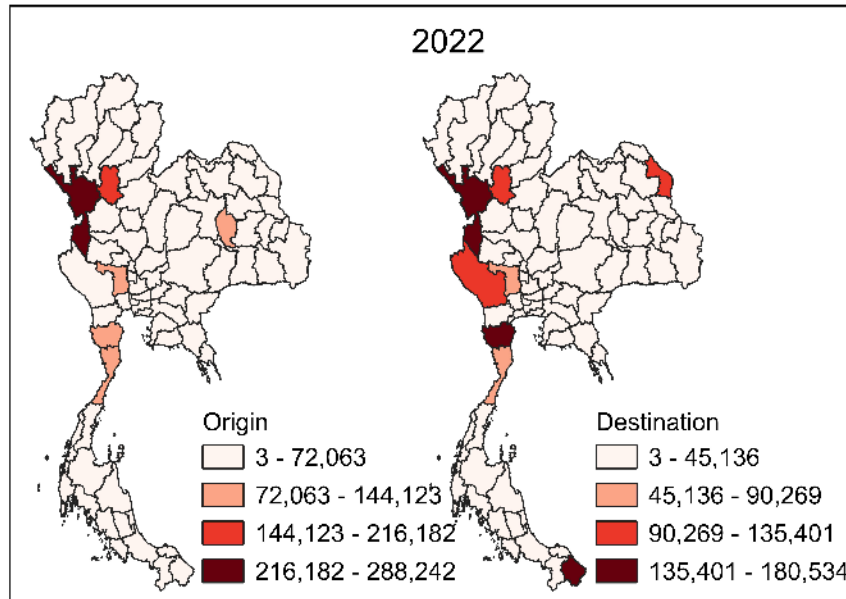 2022
Origin
3 - 72,063
72,063 - 144,123
144,123 - 216,182
216,182 - 288,242
Destination
3 - 45,136
45,136 - 90,269
90,269 - 135,401
135,401 - 180,534